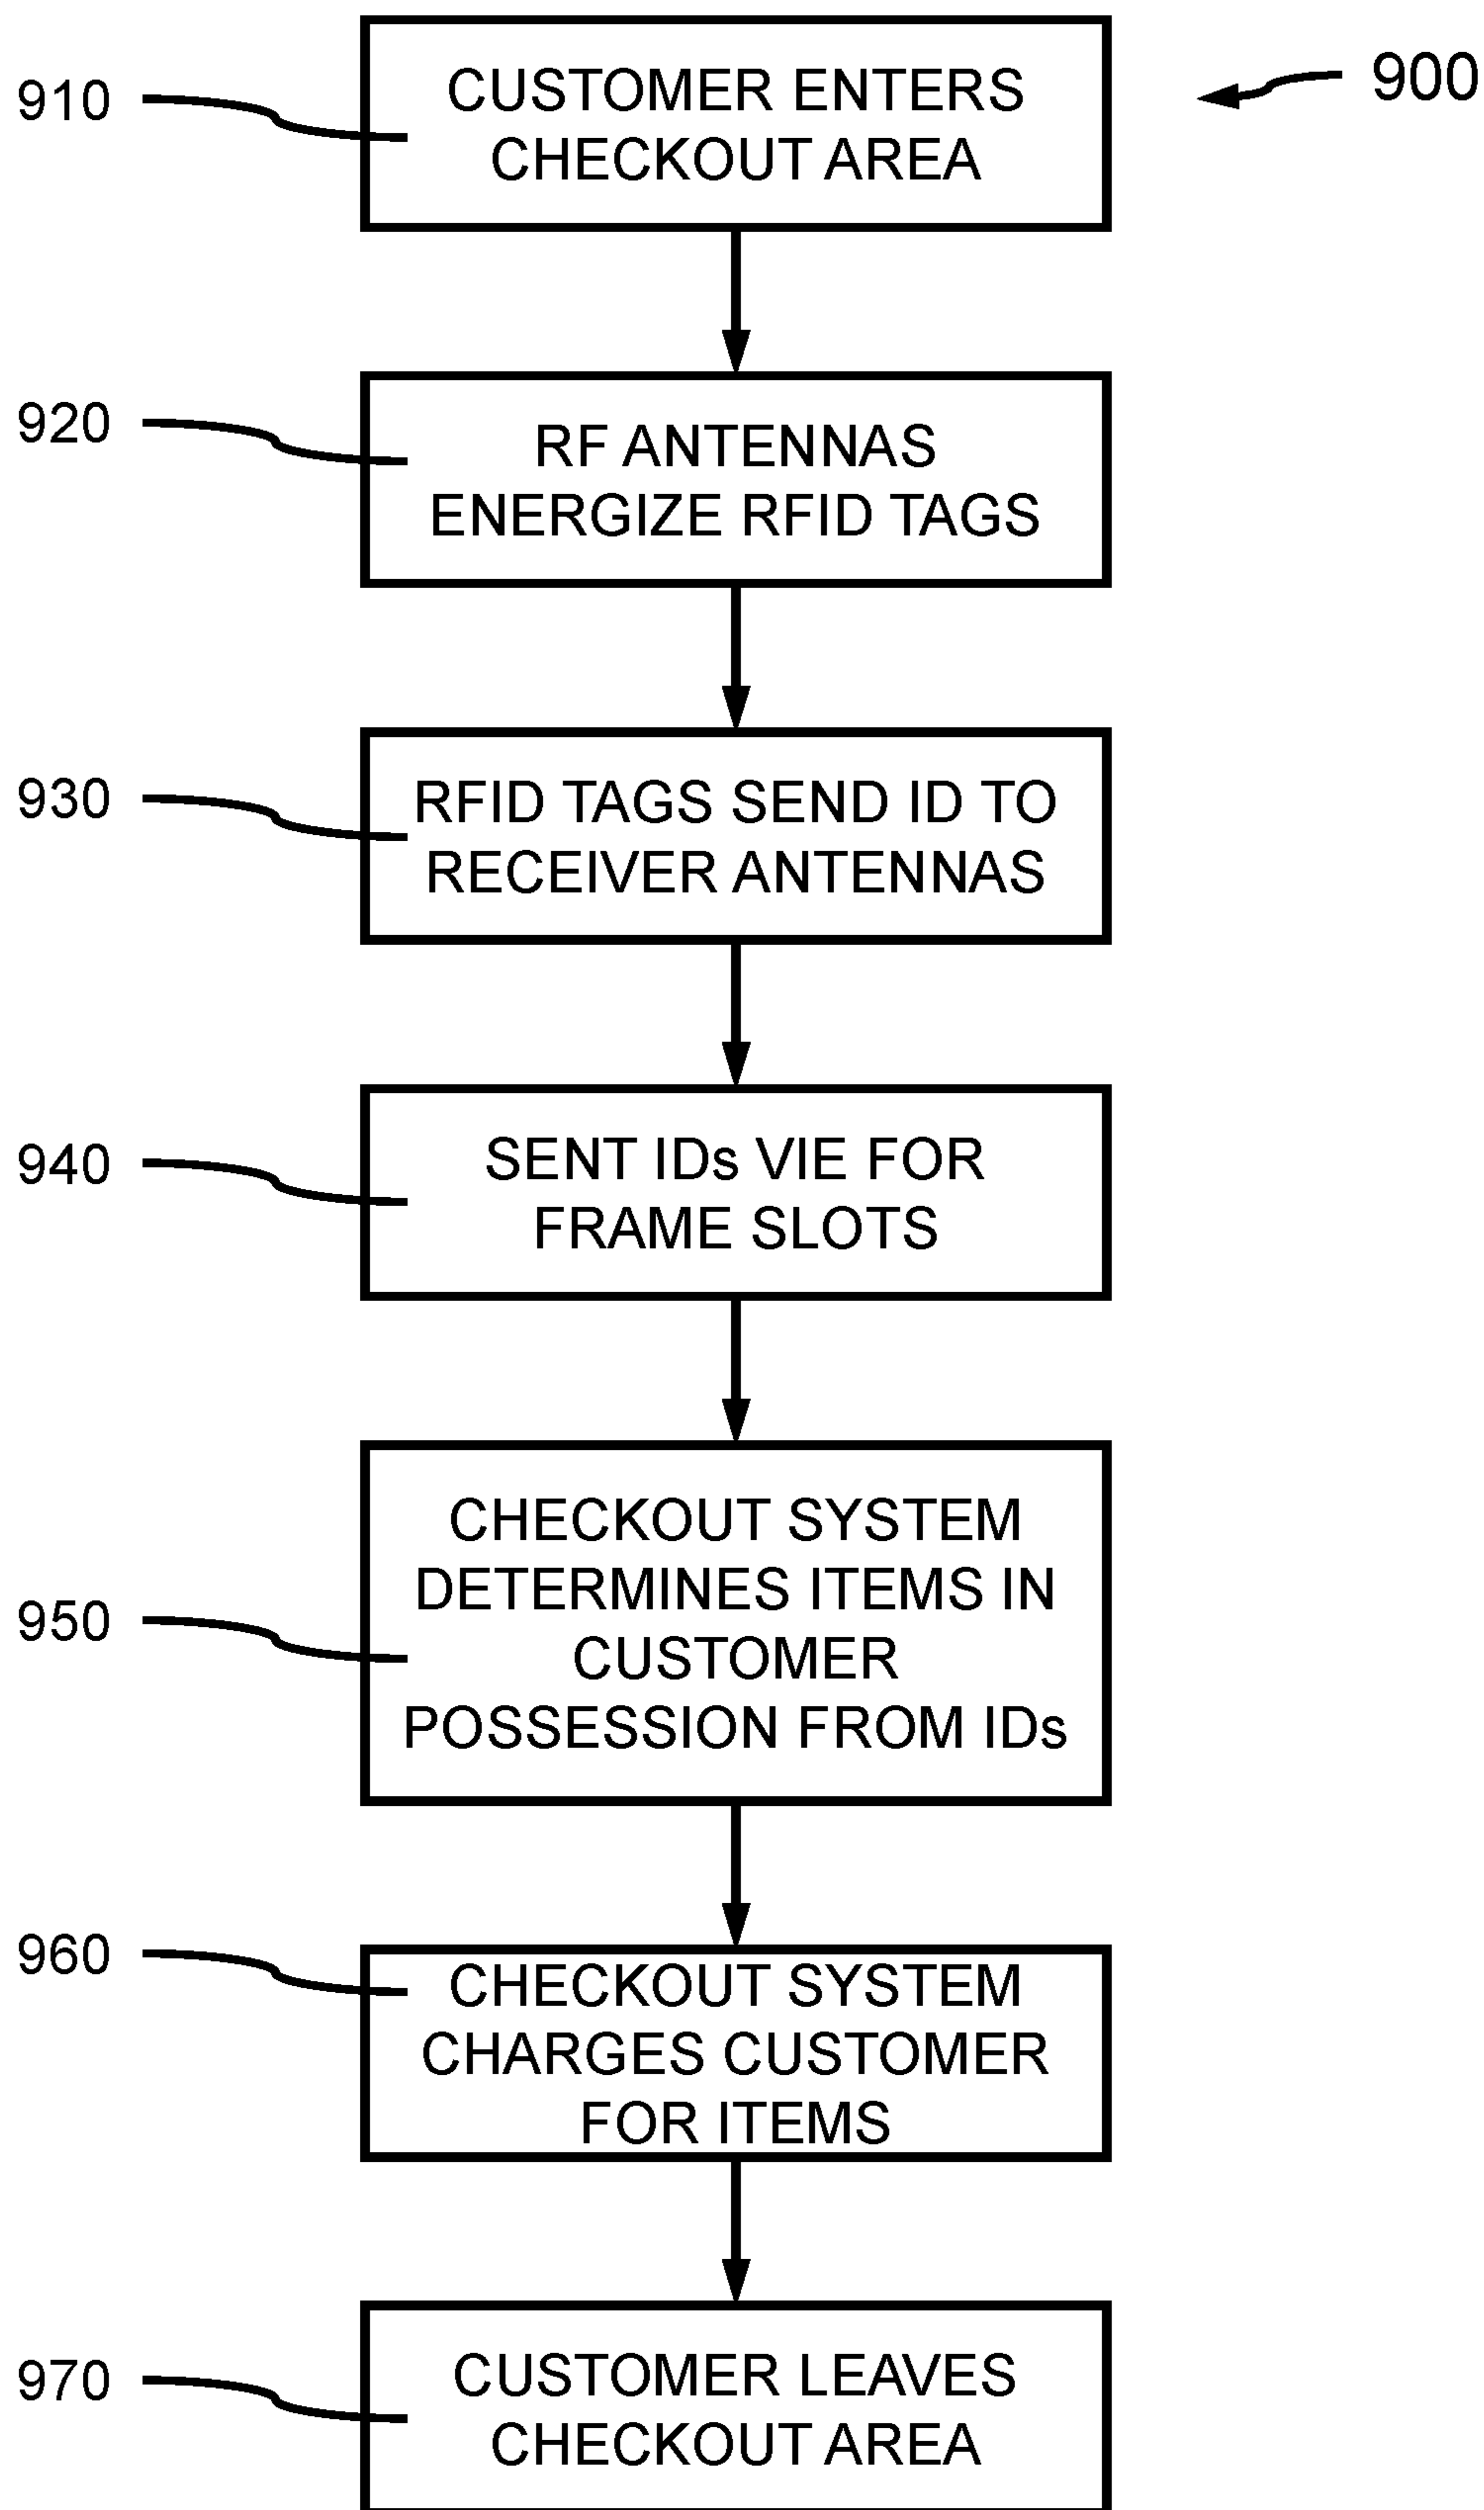 900
910
CUSTOMER ENTERS
CHECKOUT AREA
920
RF ANTENNAS
ENERGIZE RFID TAGS
930
RFID TAGS SEND ID TO
RECEIVER ANTENNAS
940
SENT IDs VIE FOR
FRAME SLOTS
950
CHECKOUT SYSTEM
DETERMINES ITEMS IN
CUSTOMER
POSSESSION FROM IDs
960
CHECKOUT SYSTEM
CHARGES CUSTOMER
FOR ITEMS
970
CUSTOMER LEAVES
CHECKOUT AREA